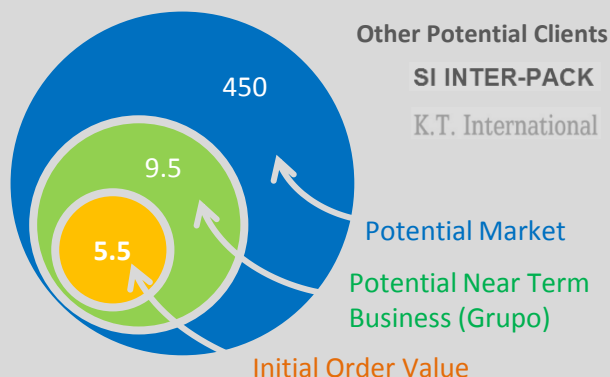 Other Potential Clients
450
SI INTER-PACK
K.T. International
9.5
Potential Market
5.5
Potential Near Term
Business (Grupo)
Initial Order Value